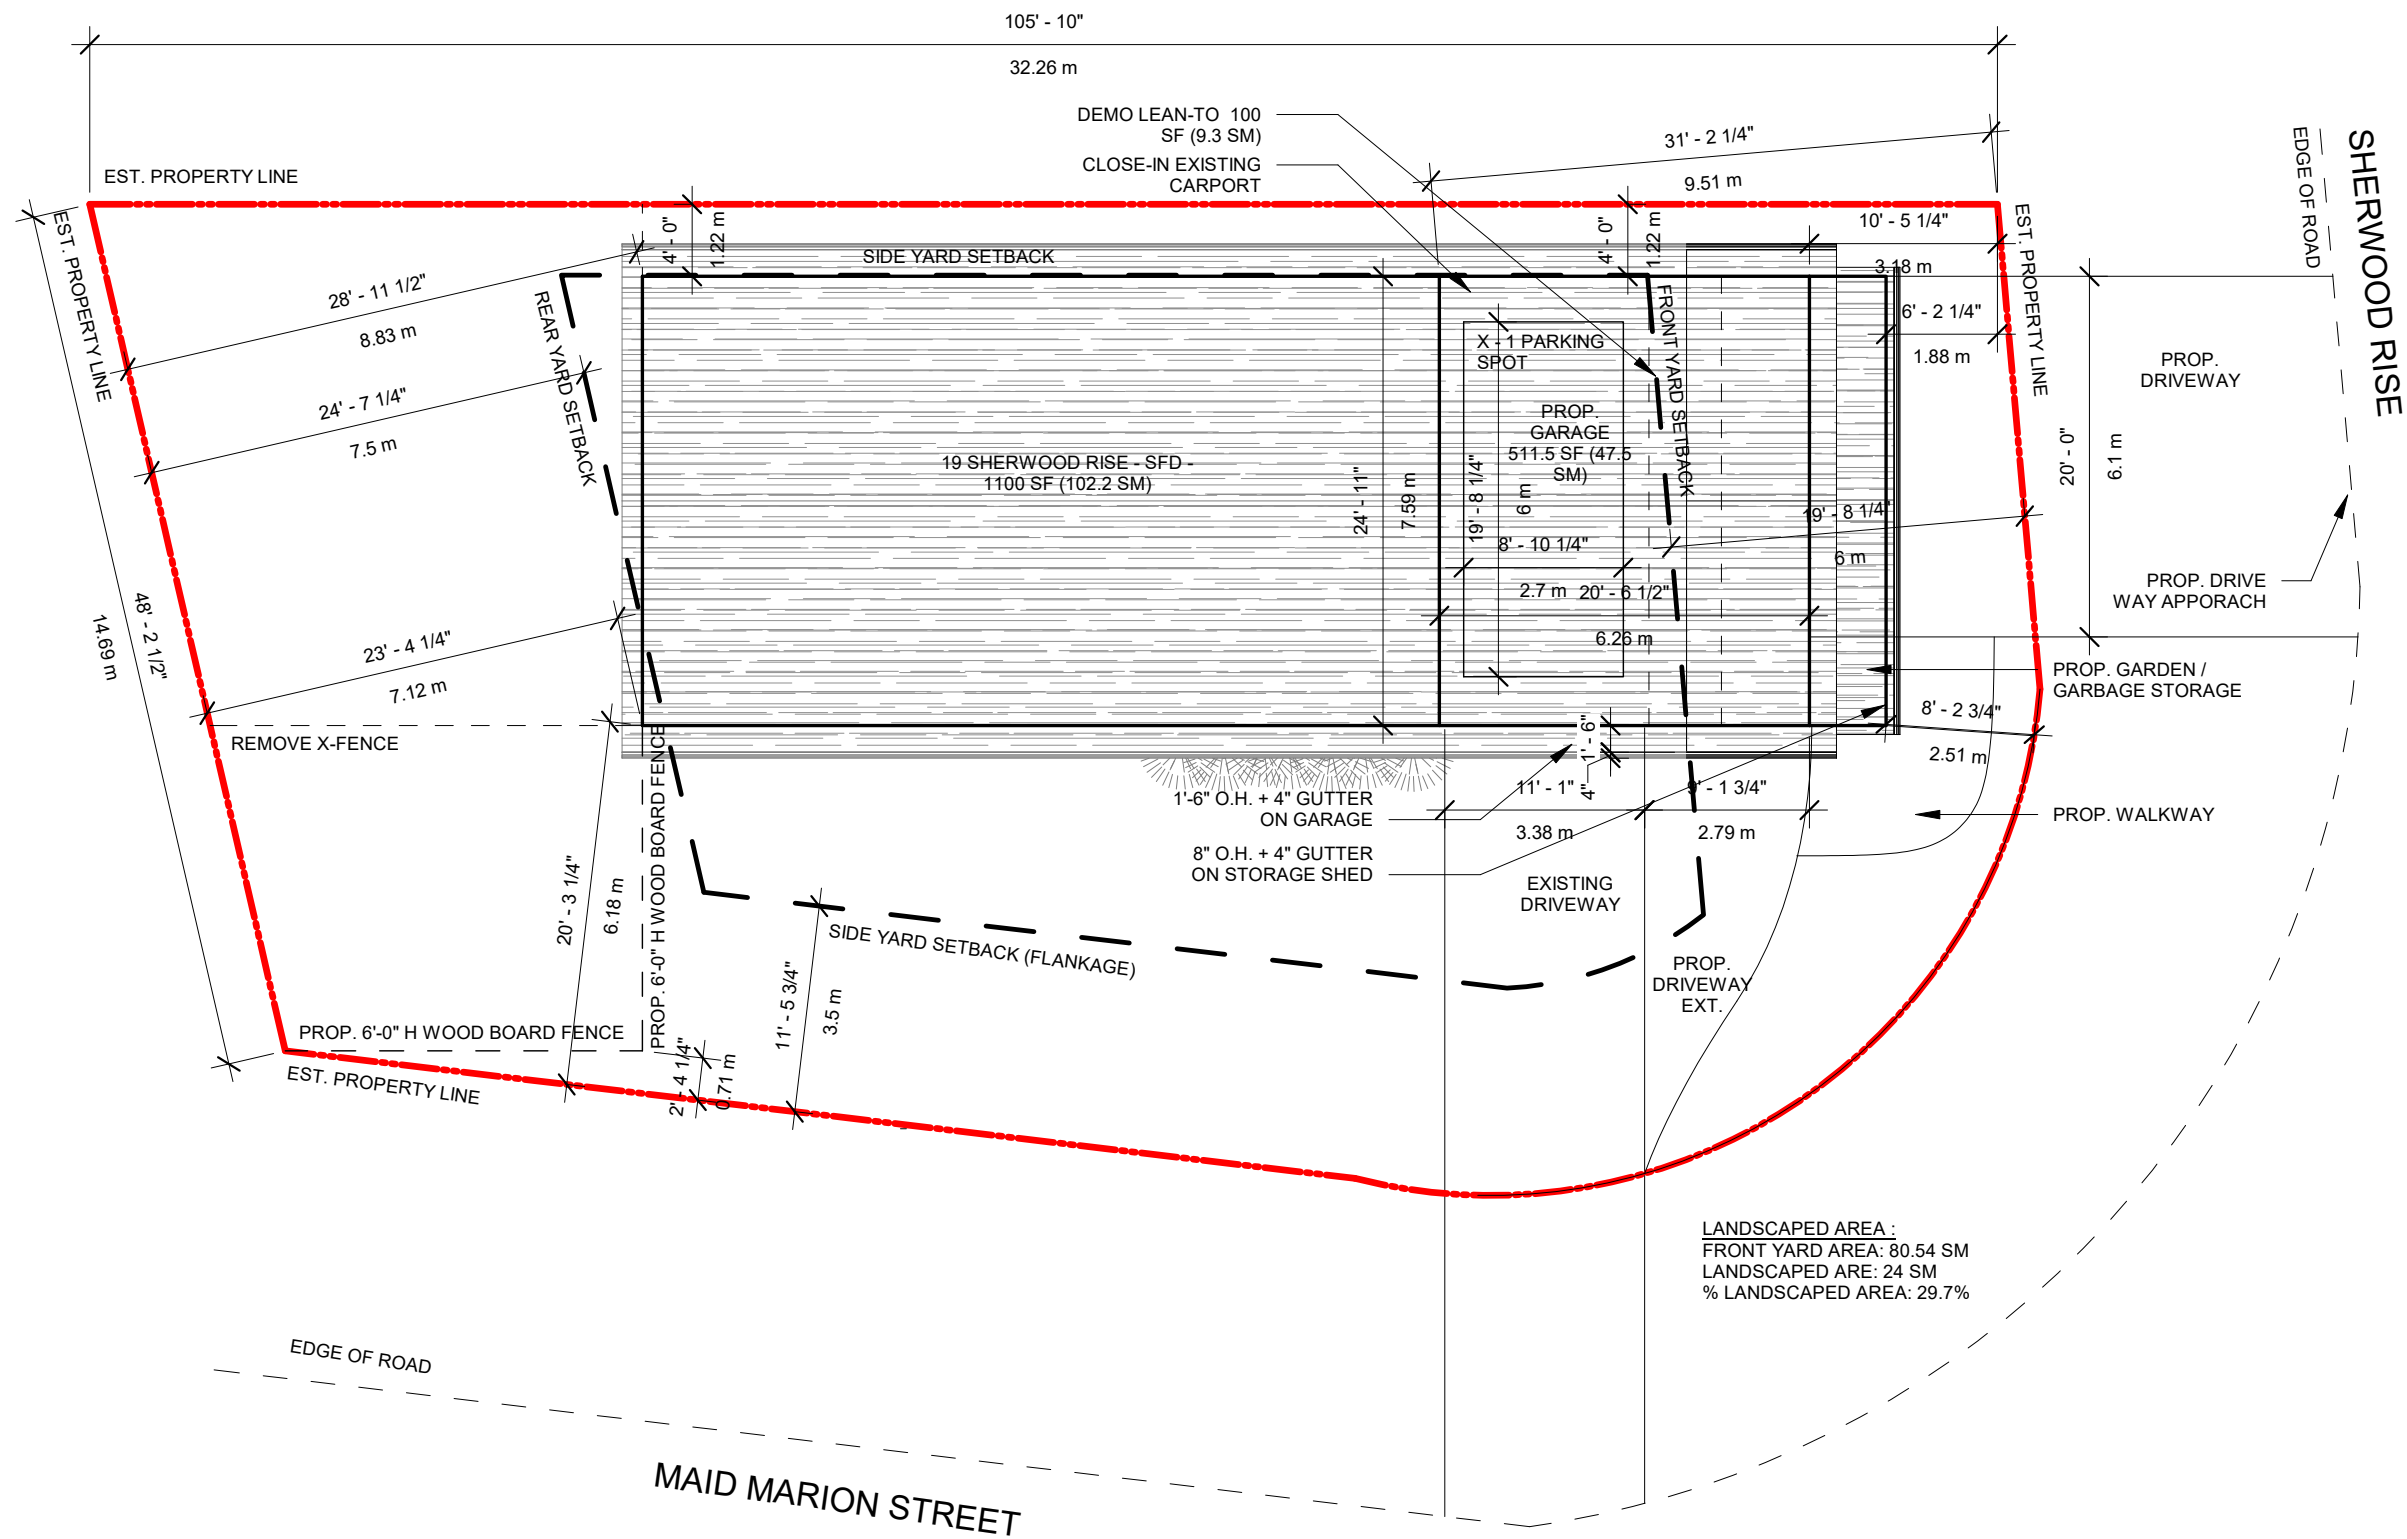 105' - 10"
32.26 m
DEMO LEAN-TO 100
SF (9.3 SM)
CLOSE-IN EXISTING
CARPORT
31' - 2 1/4"
9.51 m
EST. PROPERTY LINE
EDGE OF ROAD
SHERWOOD RISE
EST. PROPERTY LINE
4' - 0"
1.22 m
SIDE YARD SETBACK
4' - 0"
1.22 m
10' - 5 1/4"
3.18 m
EST. PROPERTY LINE
28' - 11 1/2"
8.83 m
REAR YARD SETBACK
FRONT YARD SETBACK
6' - 2 1/4"
1.88 m
X - 1 PARKING
SPOT
PROP.
DRIVEWAY
24' - 7 1/4"
7.5 m
PROP.
GARAGE
511.5 SF (47.5
SM)
19 SHERWOOD RISE - SFD -
1100 SF (102.2 SM)
24' - 11"
7.59 m
19' - 8 1/4"
6 m
20' - 0"
6.1 m
19' - 8 1/4"
6 m
8' - 10 1/4"
2.7 m
20' - 6 1/2"
6.26 m
PROP. DRIVE
WAY APPORACH
48' - 2 1/2"
14.69 m
23' - 4 1/4"
7.12 m
PROP. GARDEN /
GARBAGE STORAGE
8' - 2 3/4"
2.51 m
REMOVE X-FENCE
1' - 6"
4"
11' - 1"
3.38 m
9' - 1 3/4"
2.79 m
1'-6" O.H. + 4" GUTTER
ON GARAGE
PROP. WALKWAY
8" O.H. + 4" GUTTER
ON STORAGE SHED
EXISTING
DRIVEWAY
20' - 3 1/4"
6.18 m
PROP. 6'-0" H WOOD BOARD FENCE
SIDE YARD SETBACK (FLANKAGE)
11' - 5 3/4"
3.5 m
PROP.
DRIVEWAY
EXT.
PROP. 6'-0" H WOOD BOARD FENCE
2' - 4 1/4"
0.71 m
EST. PROPERTY LINE
LANDSCAPED AREA :
FRONT YARD AREA: 80.54 SM
LANDSCAPED ARE: 24 SM
% LANDSCAPED AREA: 29.7%
EDGE OF ROAD
MAID MARION STREET